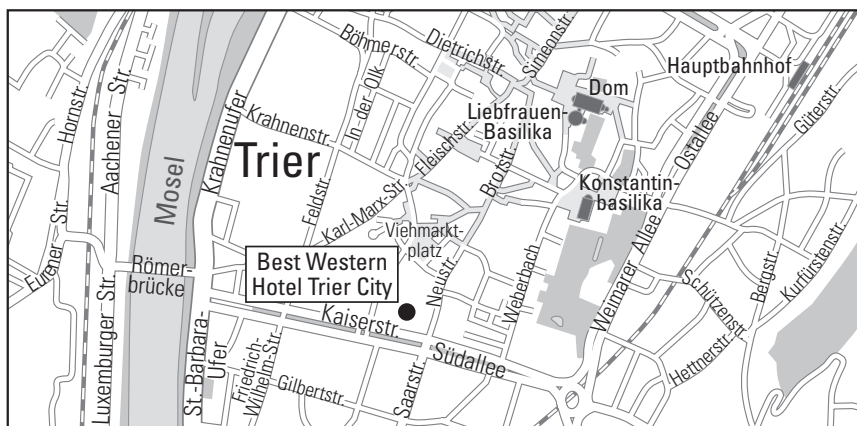 Böhmerstr.
Dietrichstr.
Simeonstr.
Dom
Hauptbahnhof
Güterstr.
Hornstr.
Aachener Str.
Mosel
Krahnenufer
Krahnenstr.
In-der-Olk
Fleischstr.
Liebfrauen-
Basilika
Brotstr.
Ostallee
Trier
Feldstr.
Karl-Marx-Str.
Konstantin-
basilika
Viehmarkt-
platz
Eurener-Str.
Römer-
brücke
Best Western
Hotel Trier City
Neustr.
Weberbach
Weimarer Allee
Schützenstr.
Bergstr.
Kurfürstenstr.
Luxemburger Str.
St.-Barbara-
Ufer
Kaiserstr.
Südallee
Friedrich-
Wilhelm-Str.
Gilbertstr.
Saarstr.
Hettnerstr.